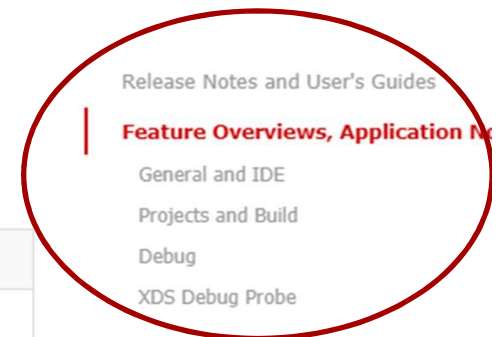 Release Notes and User's Guides
Feature Overviews, Application
General and IDE
Projects and Build
Debug
XDS Debug Probe